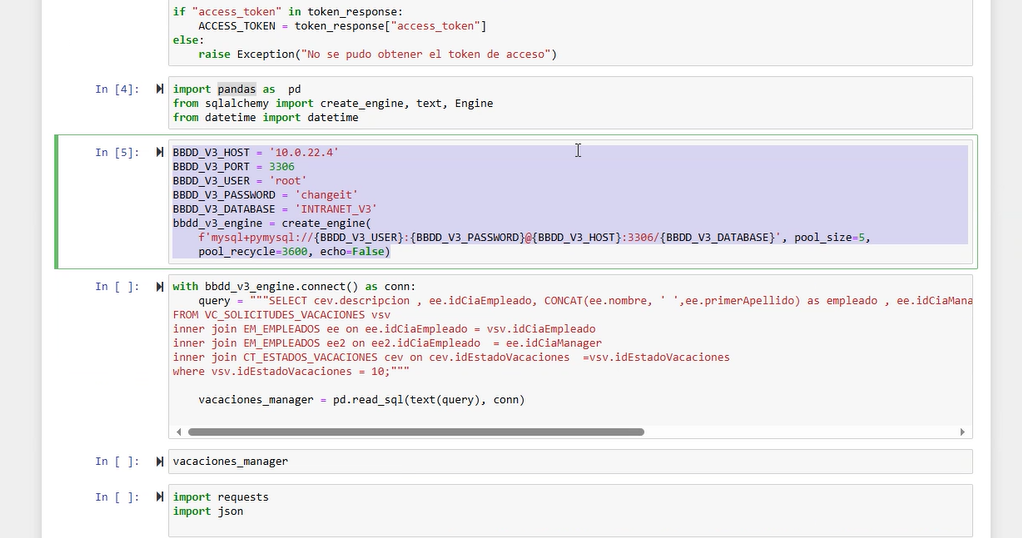 if "access_token" in token_response:
ACCESS_TOKEN = token_response["access_token"]
else:
raise Exception("No se pudo obtener el token de acceso")
In [4]:
import pandas as  pd
from sqlalchemy import create_engine, text, Engine
from datetime import datetime
In [5]:
BBDD_V3_HOST = '10.0.22.4'
BBDD_V3_PORT = 3306
BBDD_V3_USER = 'root'
BBDD_V3_PASSWORD = 'changeit'
BBDD_V3_DATABASE = 'INTRANET_V3'
bbdd_v3_engine = create_engine(
f'mysql+pymysql://{BBDD_V3_USER}:{BBDD_V3_PASSWORD}@{BBDD_V3_HOST}:3306/{BBDD_V3_DATABASE}', pool_size=5,
pool_recycle=3600, echo=False)
In [ ]:
with bbdd_v3_engine.connect() as conn:
query = """SELECT cev.descripcion , ee.idCiaEmpleado, CONCAT(ee.nombre, ' ',ee.primerApellido) as empleado , ee.idCiaMana
FROM VC_SOLICITUDES_VACACIONES vsv
inner join EM_EMPLEADOS ee on ee.idCiaEmpleado = vsv.idCiaEmpleado
inner join EM_EMPLEADOS ee2 on ee2.idCiaEmpleado  = ee.idCiaManager
inner join CT_ESTADOS_VACACIONES cev on cev.idEstadoVacaciones  =vsv.idEstadoVacaciones
where vsv.idEstadoVacaciones = 10;"""
vacaciones_manager = pd.read_sql(text(query), conn)
In [ ]:
vacaciones_manager
In [ ]:
import requests
import json